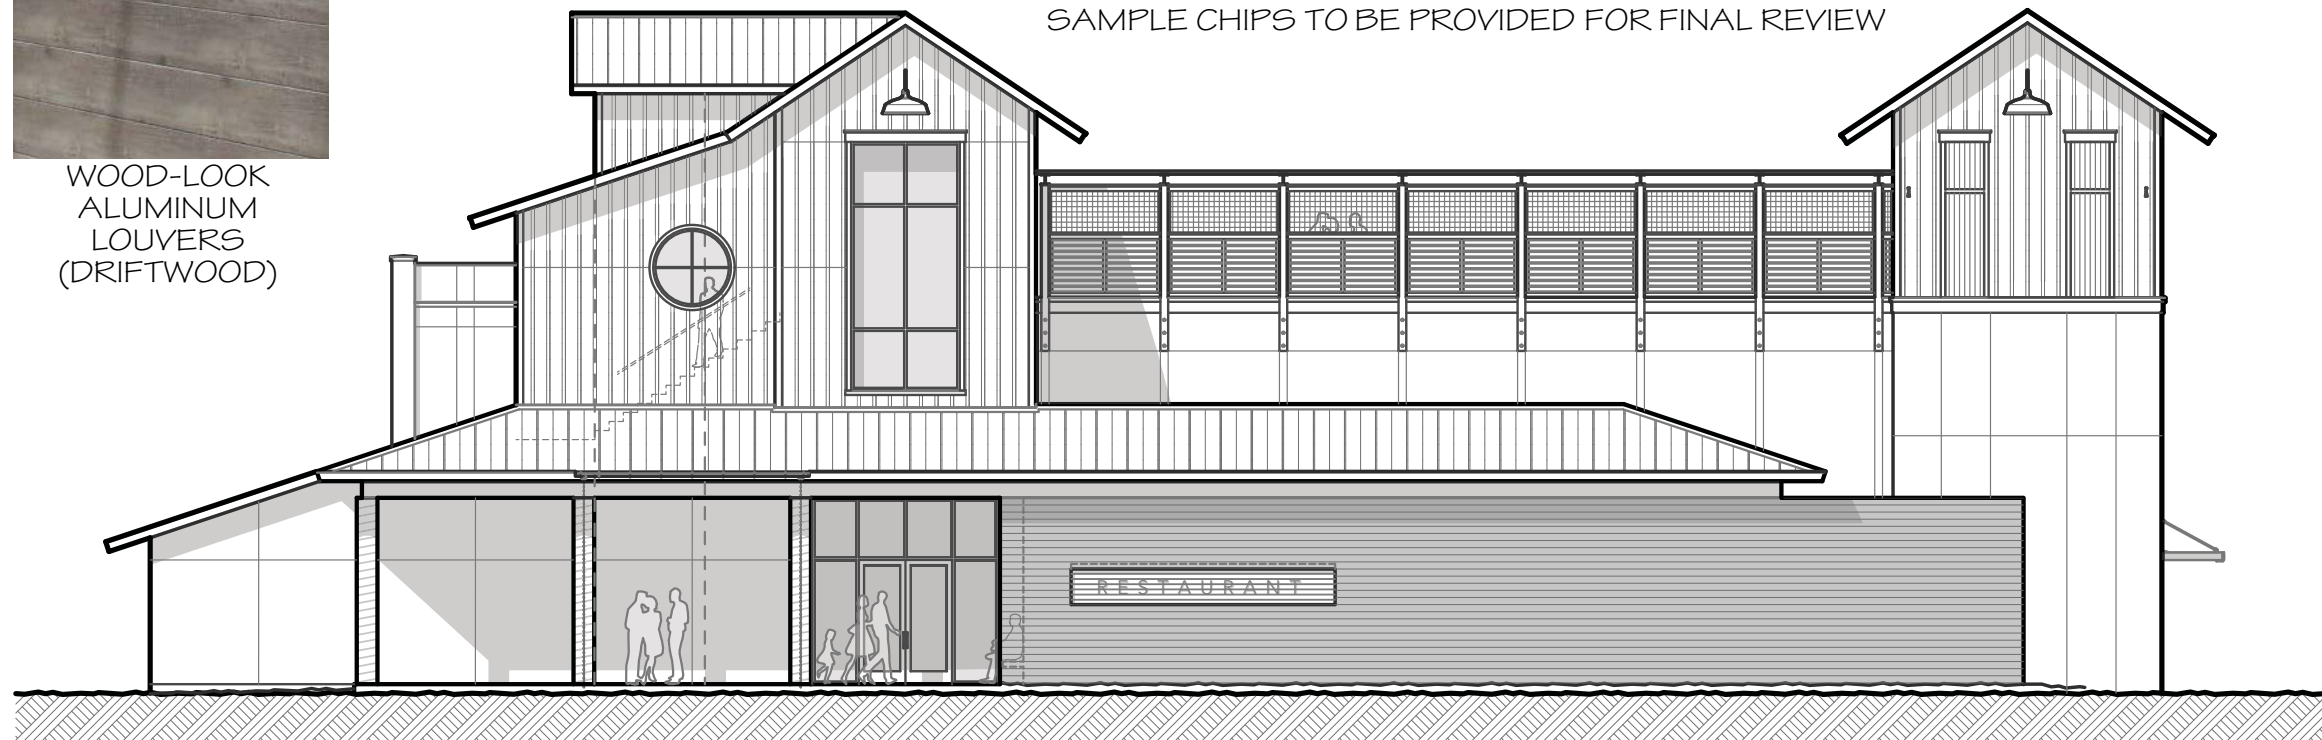 SAMPLE CHIPS TO BE PROVIDED FOR FINAL REVIEW
WOOD-LOOK
ALUMINUM
LOUVERS
(DRIFTWOOD)
RESTAURANT